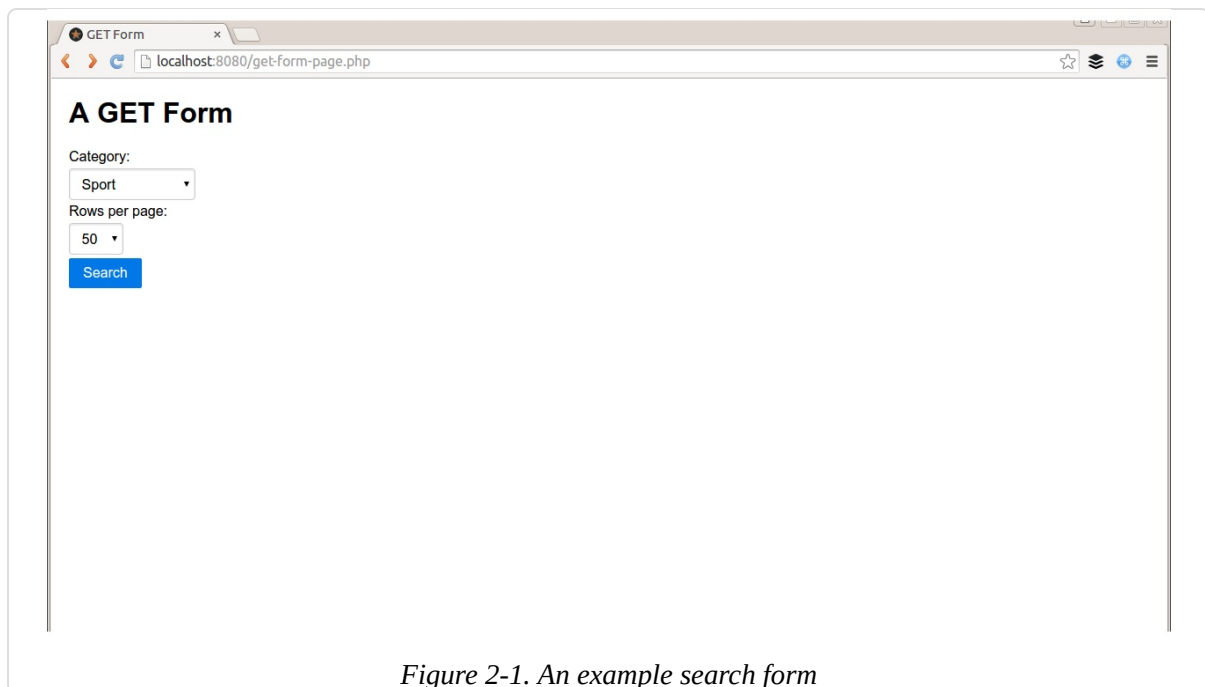 GET Form
localhost:8080/get-form-page.php
A GET Form
Category:
Sport
Rows per page:
50
Search
Figure 2-1. An example search form